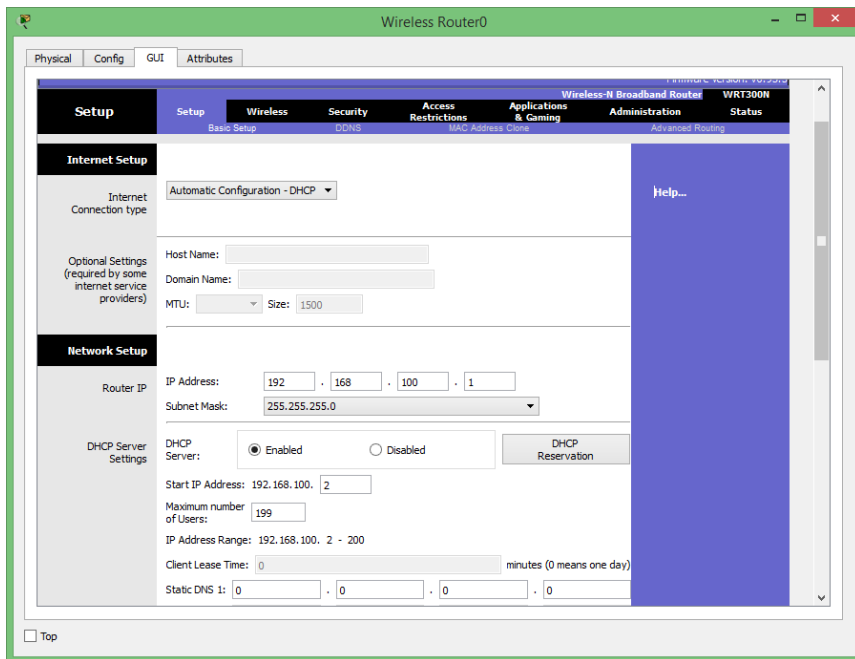 Wireless Router0
Physical Config GUI Attributes
Firmware Version: v0.93.3
Wireless-N Broadband Router WRT300N
Setup
Setup Wireless Security Access Restrictions Applications & Gaming Administration Status
Basic Setup DDNS MAC Address Clone Advanced Routing
Internet Setup
Internet Connection type
Automatic Configuration - DHCP
Help...
Optional Settings (required by some internet service providers)
Host Name:
Domain Name:
MTU: Size: 1500
Network Setup
Router IP
IP Address: 192 . 168 . 100 . 1
Subnet Mask: 255.255.255.0
DHCP Server Settings
DHCP Server: Enabled Disabled DHCP Reservation
Start IP Address: 192.168.100. 2
Maximum number of Users: 199
IP Address Range: 192.168.100. 2 - 200
Client Lease Time: 0 minutes (0 means one day)
Static DNS 1: 0 . 0 . 0 . 0
Top